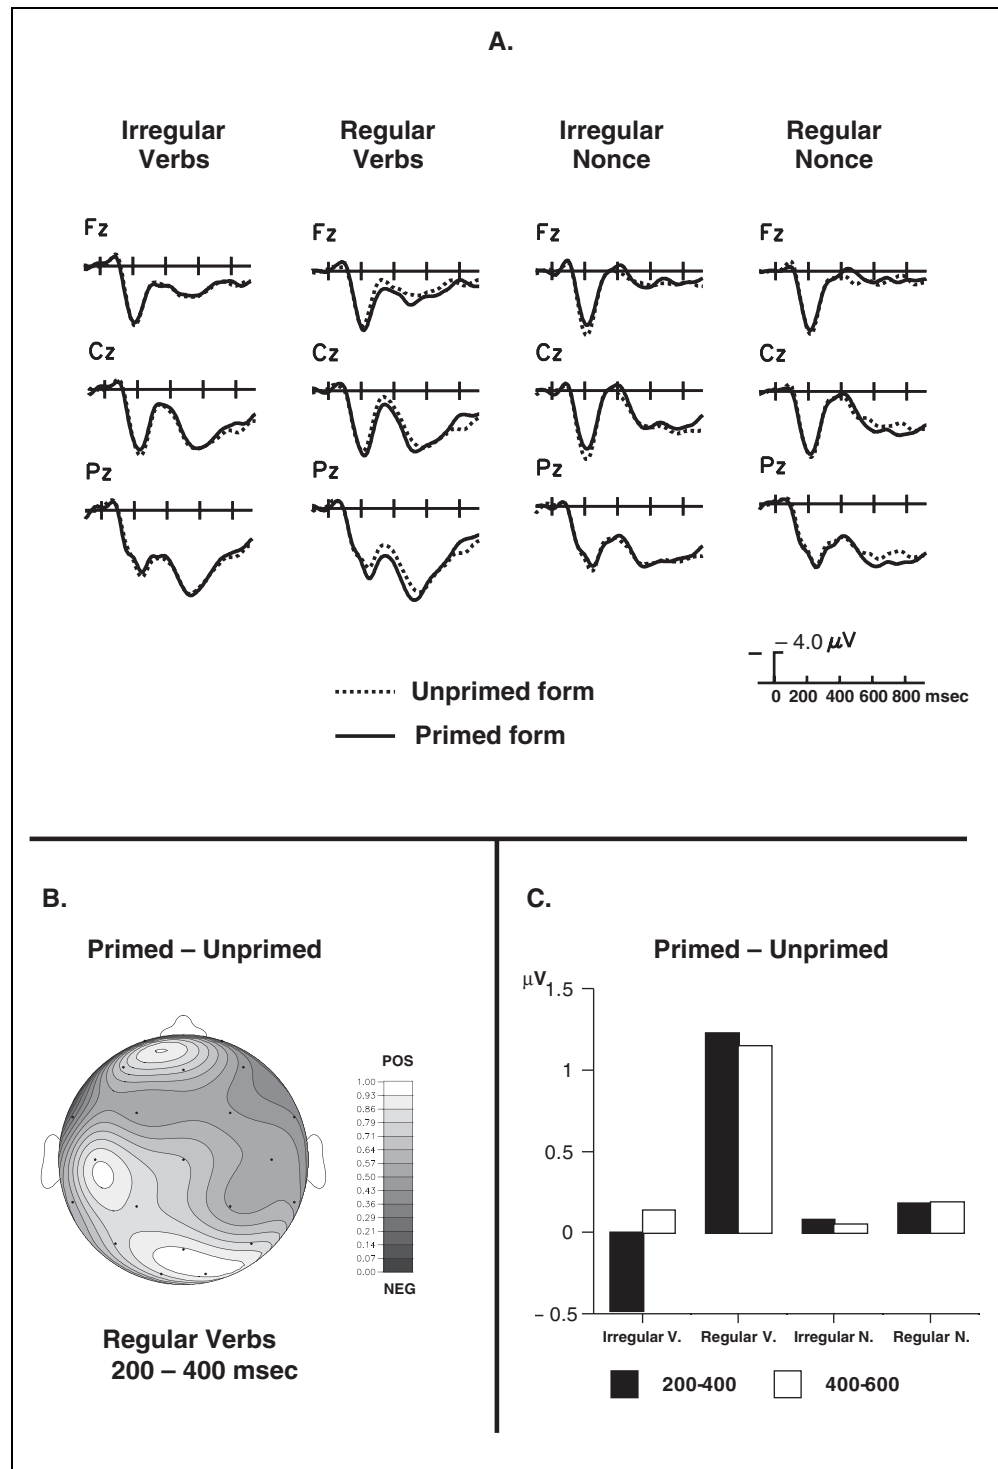 A.
Irregular
Verbs
Regular
Verbs
Irregular
Nonce
Regular
Nonce
Fz
Fz
Fz
Fz
Cz
Cz
Cz
Cz
Pz
Pz
Pz
Pz
– 4.0 μV
–
0 200 400 600 800 msec
Unprimed form
Primed form
B.
Primed – Unprimed
POS
1.00
0.93
0.86
0.79
0.71
0.64
0.57
0.50
0.43
0.36
0.29
0.21
0.14
0.07
0.00
NEG
Regular Verbs
200 – 400 msec
C.
Primed – Unprimed
μV
1.5
1
0.5
0
– 0.5
Irregular V. Regular V. Irregular N. Regular N.
200-400 400-600